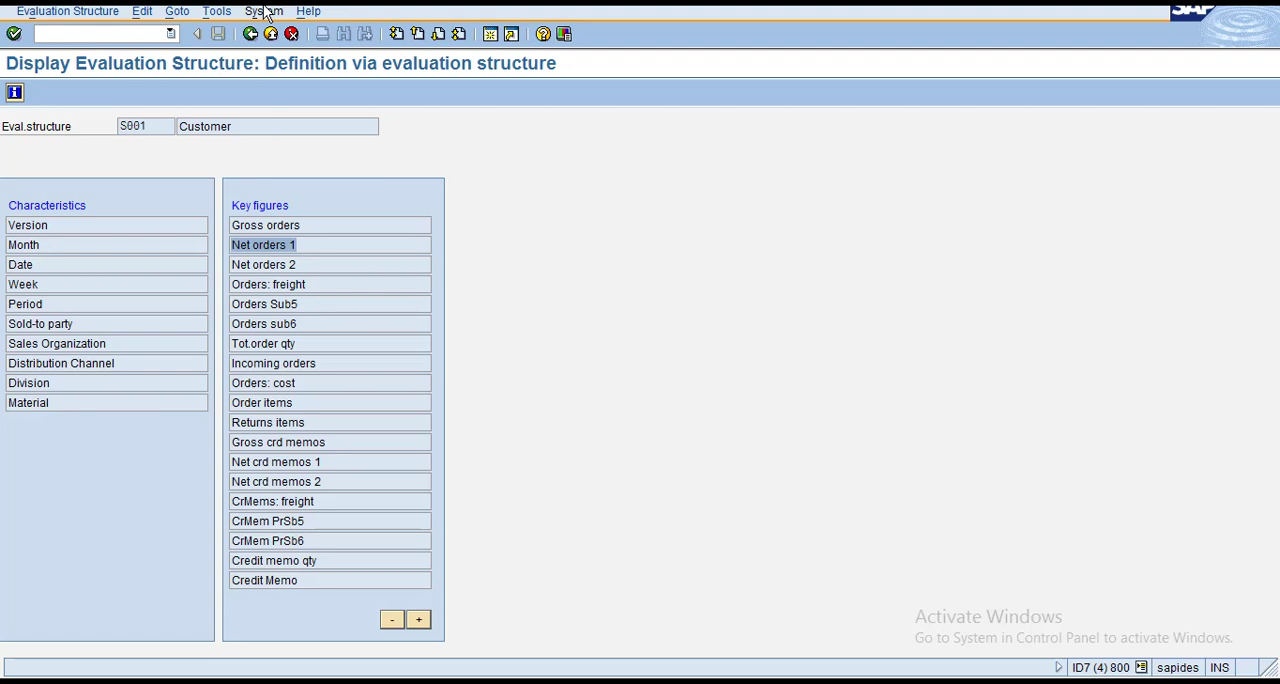 Evaluation Structure Edit Goto Tools System Help
SAP
Display Evaluation Structure: Definition via evaluation structure
Eval.structure S001 Customer
Characteristics
Version
Month
Date
Week
Period
Sold-to party
Sales Organization
Distribution Channel
Division
Material
Key figures
Gross orders
Net orders 1
Net orders 2
Orders: freight
Orders Sub5
Orders sub6
Tot.order qty
Incoming orders
Orders: cost
Order items
Returns items
Gross crd memos
Net crd memos 1
Net crd memos 2
CrMems: freight
CrMem PrSb5
CrMem PrSb6
Credit memo qty
Credit Memo
- +
Activate Windows
Go to System in Control Panel to activate Windows.
ID7 (4) 800 sapides INS